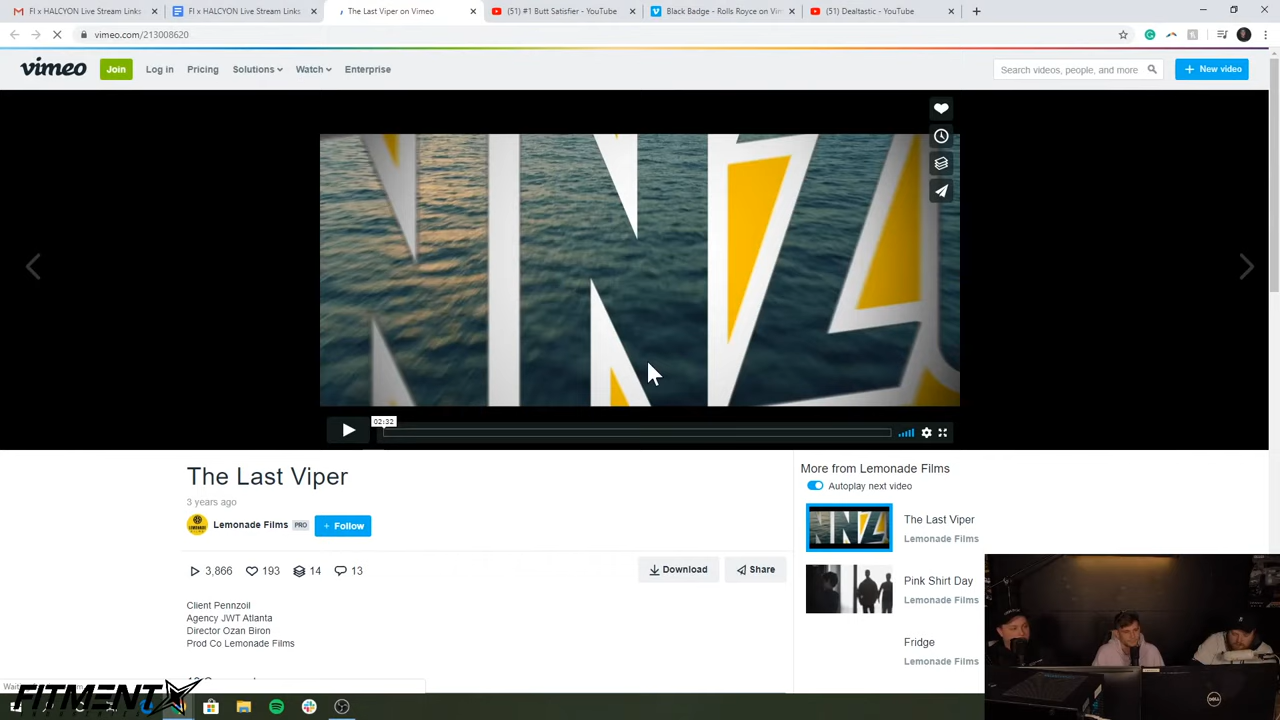 FI x HALCYON Live Stream Links
FI x HALCYON Live Stream Links
The Last Viper on Vimeo
(51) #1 Butt Satisfier - YouTube
Black Badge - Rolls Royce on Vim
(51) Dealtastic - YouTube
vimeo.com/213008620
vimeo
Join
Log in
Pricing
Solutions
Watch
Enterprise
Search videos, people, and more
+ New video
NNZ
02:32
The Last Viper
3 years ago
Lemonade Films PRO
+ Follow
3,866
193
14
13
Download
Share
Client Pennzoil
Agency JWT Atlanta
Director Ozan Biron
Prod Co Lemonade Films
More from Lemonade Films
Autoplay next video
NNZ
The Last Viper
Lemonade Films
Pink Shirt Day
Lemonade Films
Fridge
Lemonade Films
FITMENT
DELL